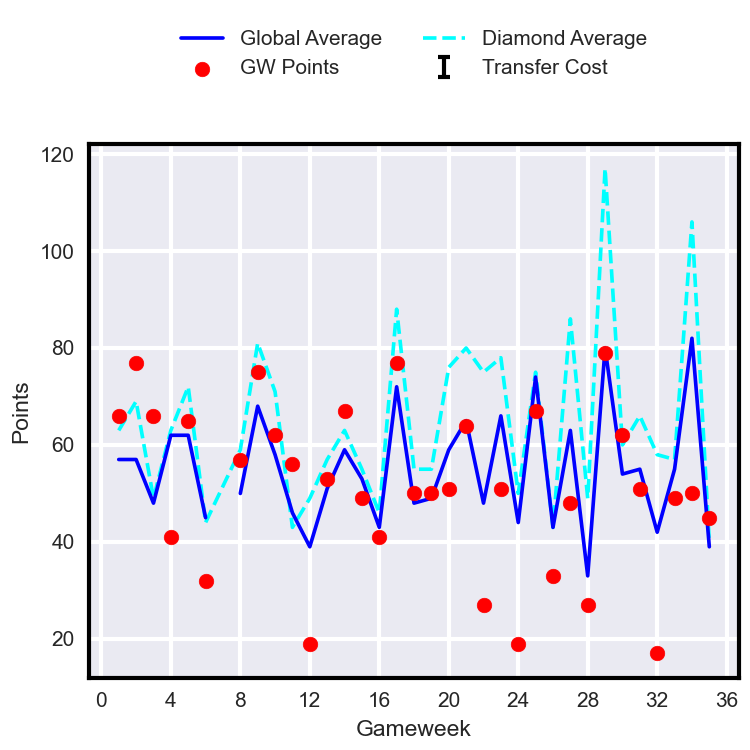 Global Average
GW Points
Diamond Average
Transfer Cost
Points
120
100
80
60
40
20
0 4 8 12 16 20 24 28 32 36
Gameweek